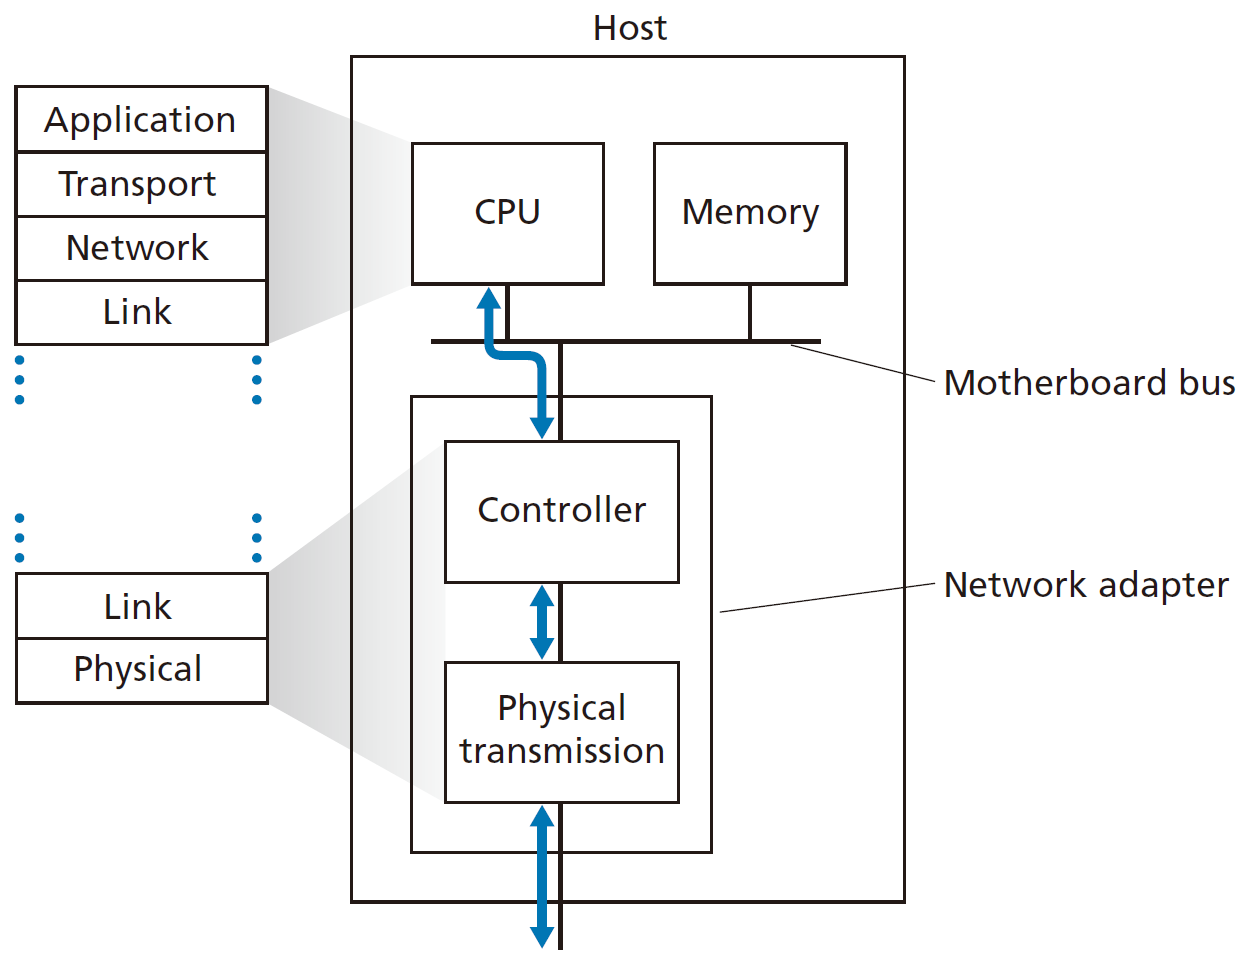 Host
Application
Transport
Network
Link
CPU
Memory
Motherboard bus
Controller
Network adapter
Link
Physical
Physical
transmission